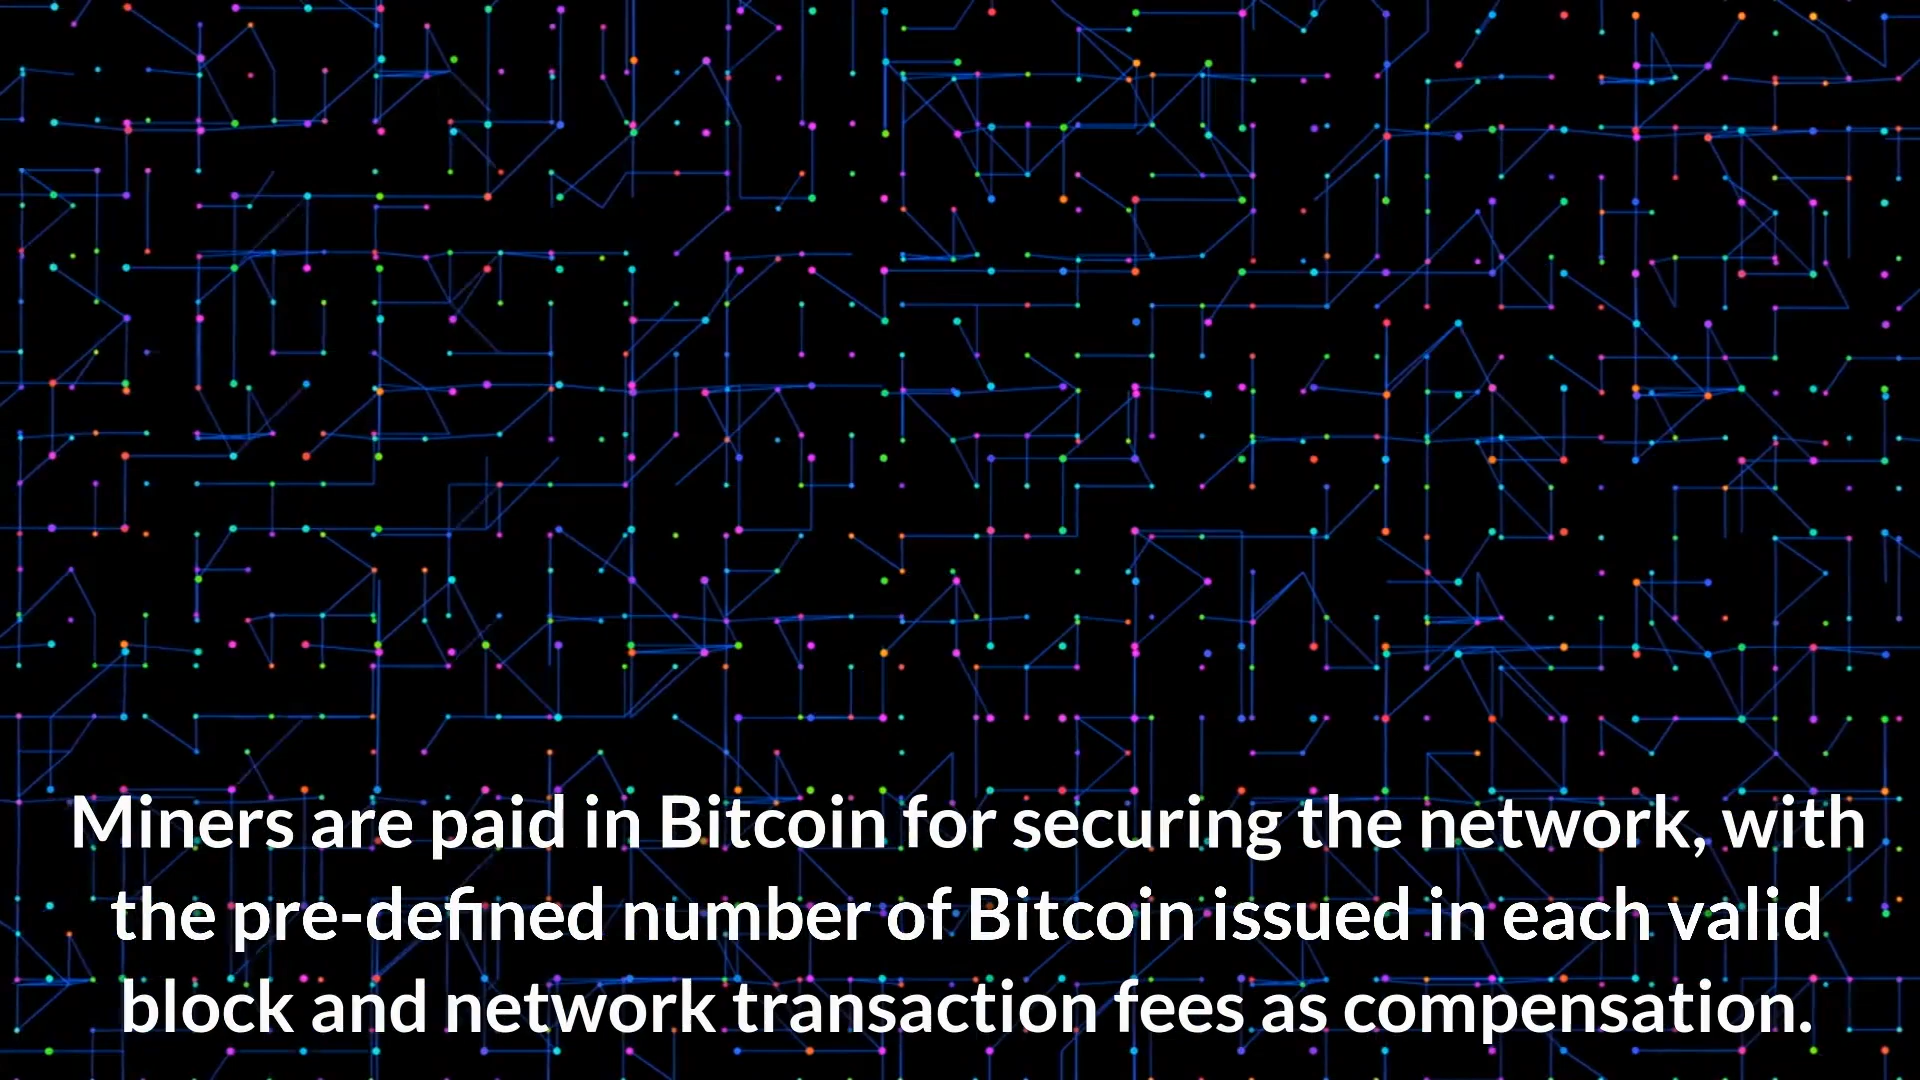 Miners are paid in Bitcoin for securing the network, with
the pre-defined number of Bitcoin issued in each valid
block and network transaction fees as compensation.